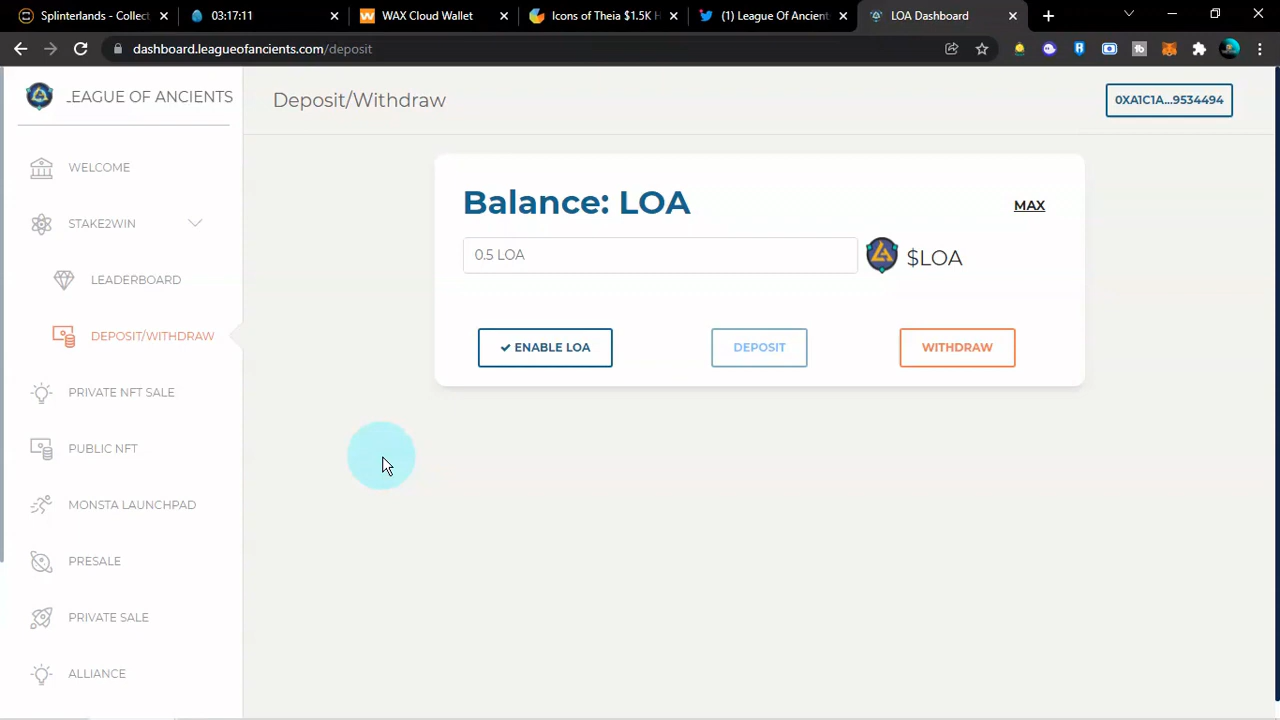 Splinterlands - Collect
03:17:11
WAX Cloud Wallet
Icons of Theia $1.5K H
(1) League Of Ancient
LOA Dashboard
dashboard.leagueofancients.com/deposit
LEAGUE OF ANCIENTS
Deposit/Withdraw
0XA1C1A...9534494
WELCOME
STAKE2WIN
LEADERBOARD
DEPOSIT/WITHDRAW
PRIVATE NFT SALE
PUBLIC NFT
MONSTA LAUNCHPAD
PRESALE
PRIVATE SALE
ALLIANCE
Balance: LOA
MAX
0.5 LOA
$LOA
ENABLE LOA
DEPOSIT
WITHDRAW